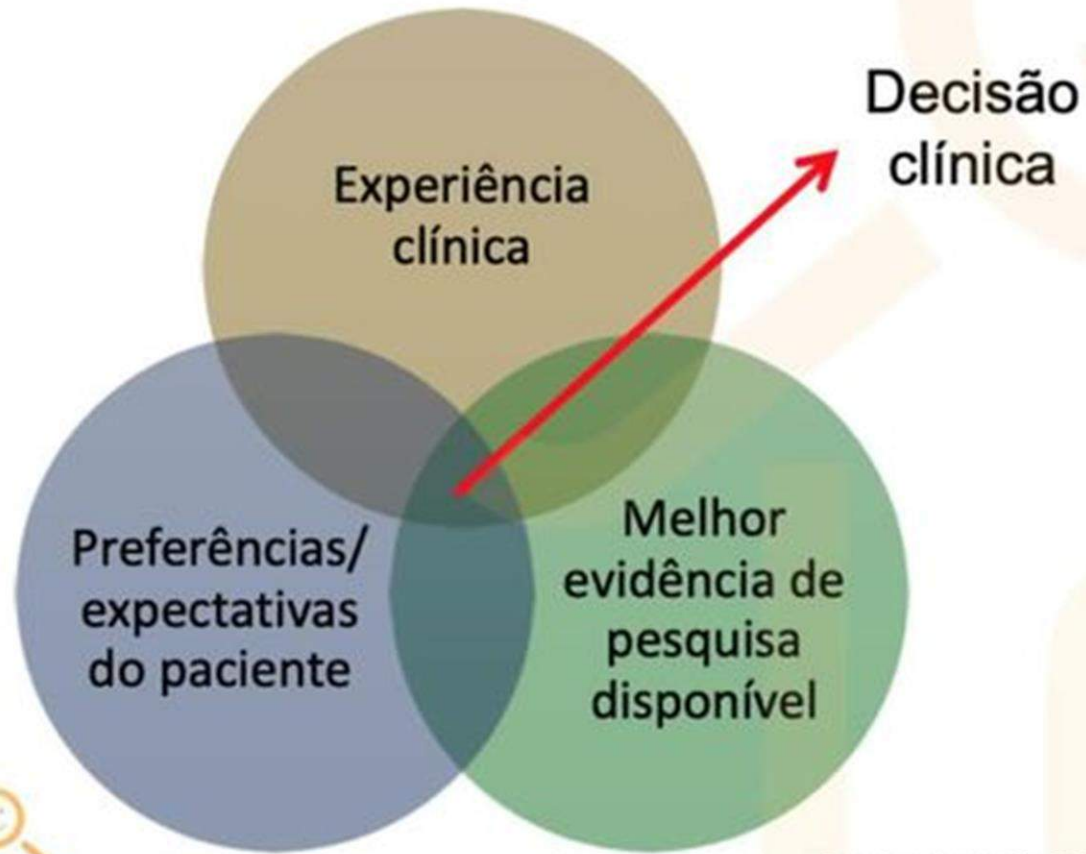 Decisão
clínica
Experiência
clínica
Preferências/
expectativas
do paciente
Melhor
evidência de
pesquisa
disponível